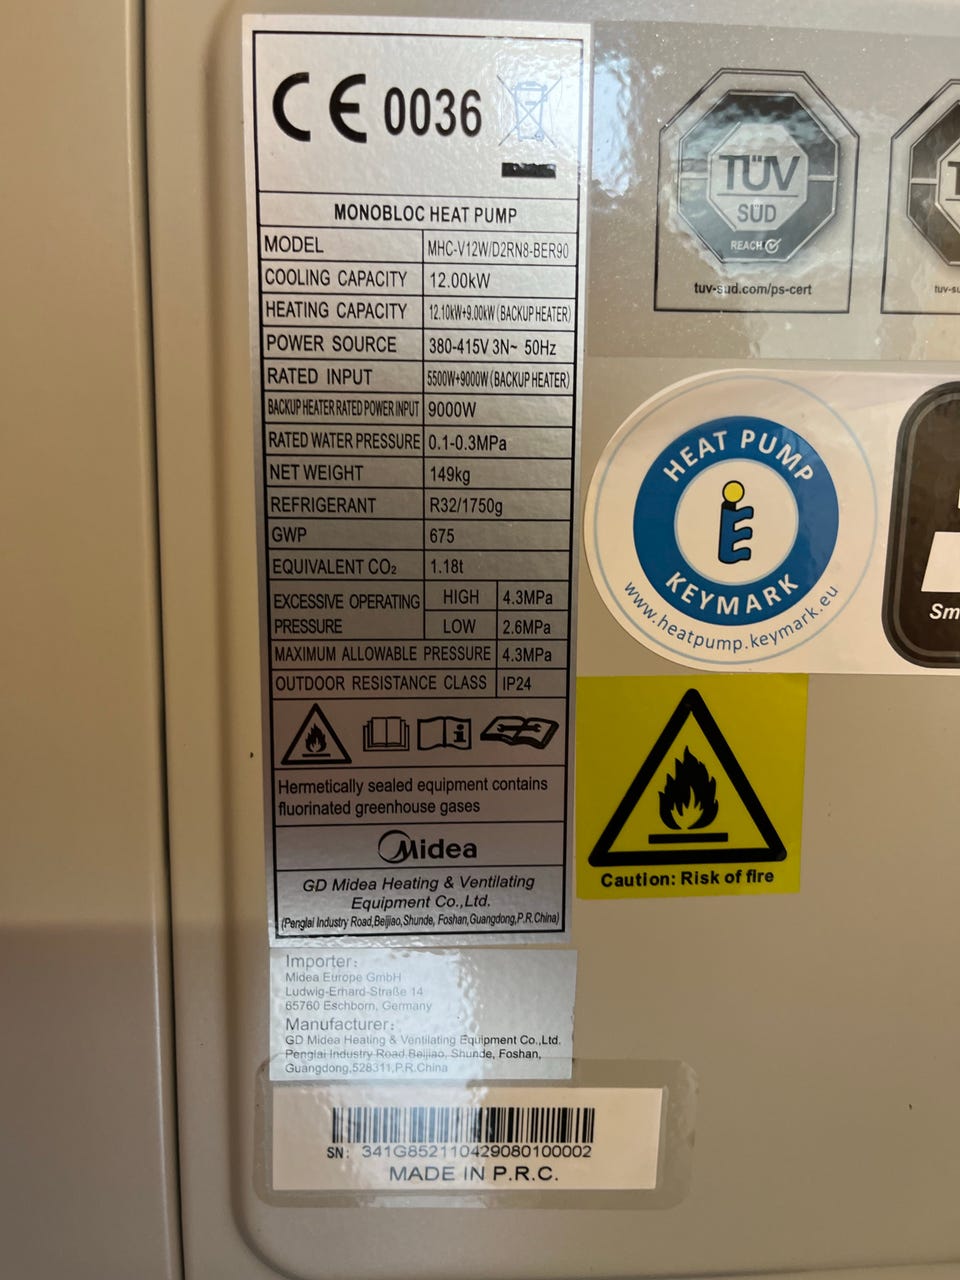 CE 0036
MONOBLOC HEAT PUMP
MODEL MHC-V12W/D2RN8-BER90
COOLING CAPACITY 12.00kW
HEATING CAPACITY 12.10kW+9.00kW(BACKUP HEATER)
POWER SOURCE 380-415V 3N~ 50Hz
RATED INPUT 5500W+9000W(BACKUP HEATER)
BACKUP HEATER RATED POWER INPUT 9000W
RATED WATER PRESSURE 0.1-0.3MPa
NET WEIGHT 149kg
REFRIGERANT R32/1750g
GWP 675
EQUIVALENT CO₂ 1.18t
EXCESSIVE OPERATING PRESSURE
HIGH 4.3MPa
LOW 2.6MPa
MAXIMUM ALLOWABLE PRESSURE 4.3MPa
OUTDOOR RESISTANCE CLASS IP24
Hermetically sealed equipment contains
fluorinated greenhouse gases
Midea
GD Midea Heating & Ventilating
Equipment Co.,Ltd.
(Penglai Industry Road,Beijiao,Shunde, Foshan,Guangdong,P.R.China)
Importer:
Midea Europe GmbH
Ludwig-Erhard-Straße 14
65760 Eschborn, Germany
Manufacturer:
GD Midea Heating & Ventilating Equipment Co.,Ltd.
Penglai Industry Road Beijiao, Shunde, Foshan,
Guangdong,528311,P.R.China
SN: 341G852110429080100002
MADE IN P.R.C.
TÜV
SÜD
REACH
tuv-sud.com/ps-cert
HEAT PUMP
KEYMARK
www.heatpump.keymark.eu
Caution: Risk of fire